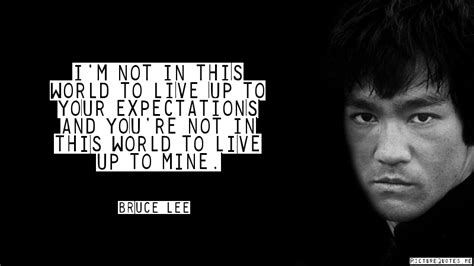 I'M NOT IN THIS
WORLD TO LIVE UP TO
YOUR EXPECTATIONS
AND YOU'RE NOT IN
THIS WORLD TO LIVE
UP TO MINE.
BRUCE LEE
PICTUREQUOTES.ME